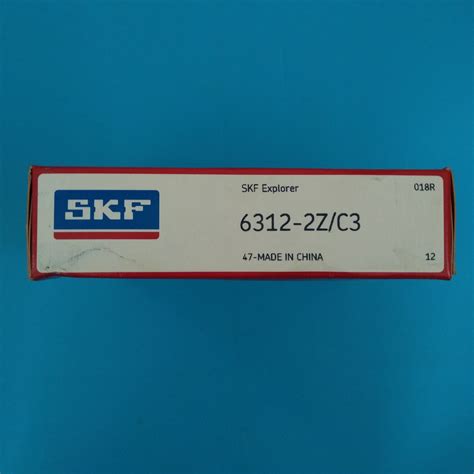 SKF
SKF Explorer 018R
6312-2Z/C3
47-MADE IN CHINA 12